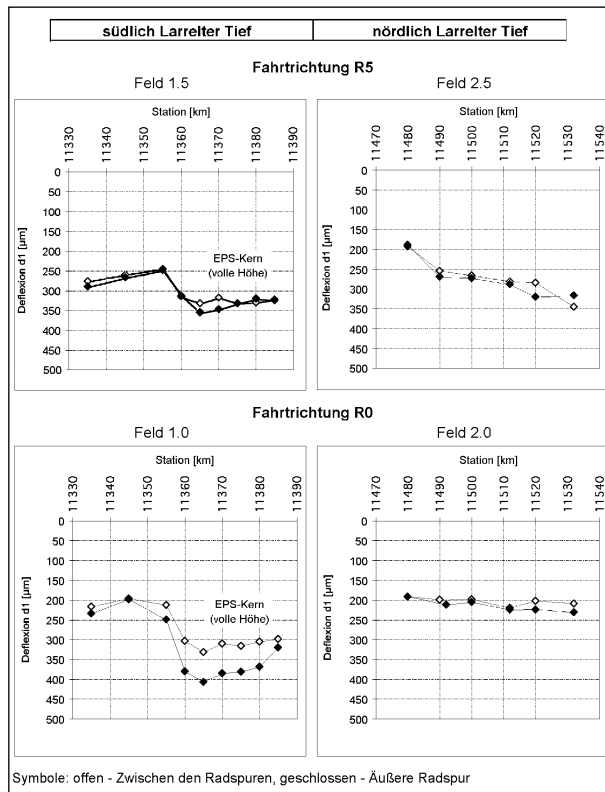 südlich Larrelter Tief nördlich Larrelter Tief
Fahrtrichtung R5
Feld 1.5 Feld 2.5
Station [km] Station [km]
11330 11340 11350 11360 11370 11380 11390
11470 11480 11490 11500 11510 11520 11530 11540
Deflexion d1 [µm]
0
50
100
150
200
250
300
350
400
450
500
EPS-Kern
(volle Höhe)
Deflexion d1 [µm]
0
50
100
150
200
250
300
350
400
450
500
Fahrtrichtung R0
Feld 1.0 Feld 2.0
Station [km] Station [km]
11330 11340 11350 11360 11370 11380 11390
11470 11480 11490 11500 11510 11520 11530 11540
Deflexion d1 [µm]
0
50
100
150
200
250
300
350
400
450
500
EPS-Kern
(volle Höhe)
Deflexion d1 [µm]
0
50
100
150
200
250
300
350
400
450
500
Symbole: offen - Zwischen den Radspuren, geschlossen - Äußere Radspur